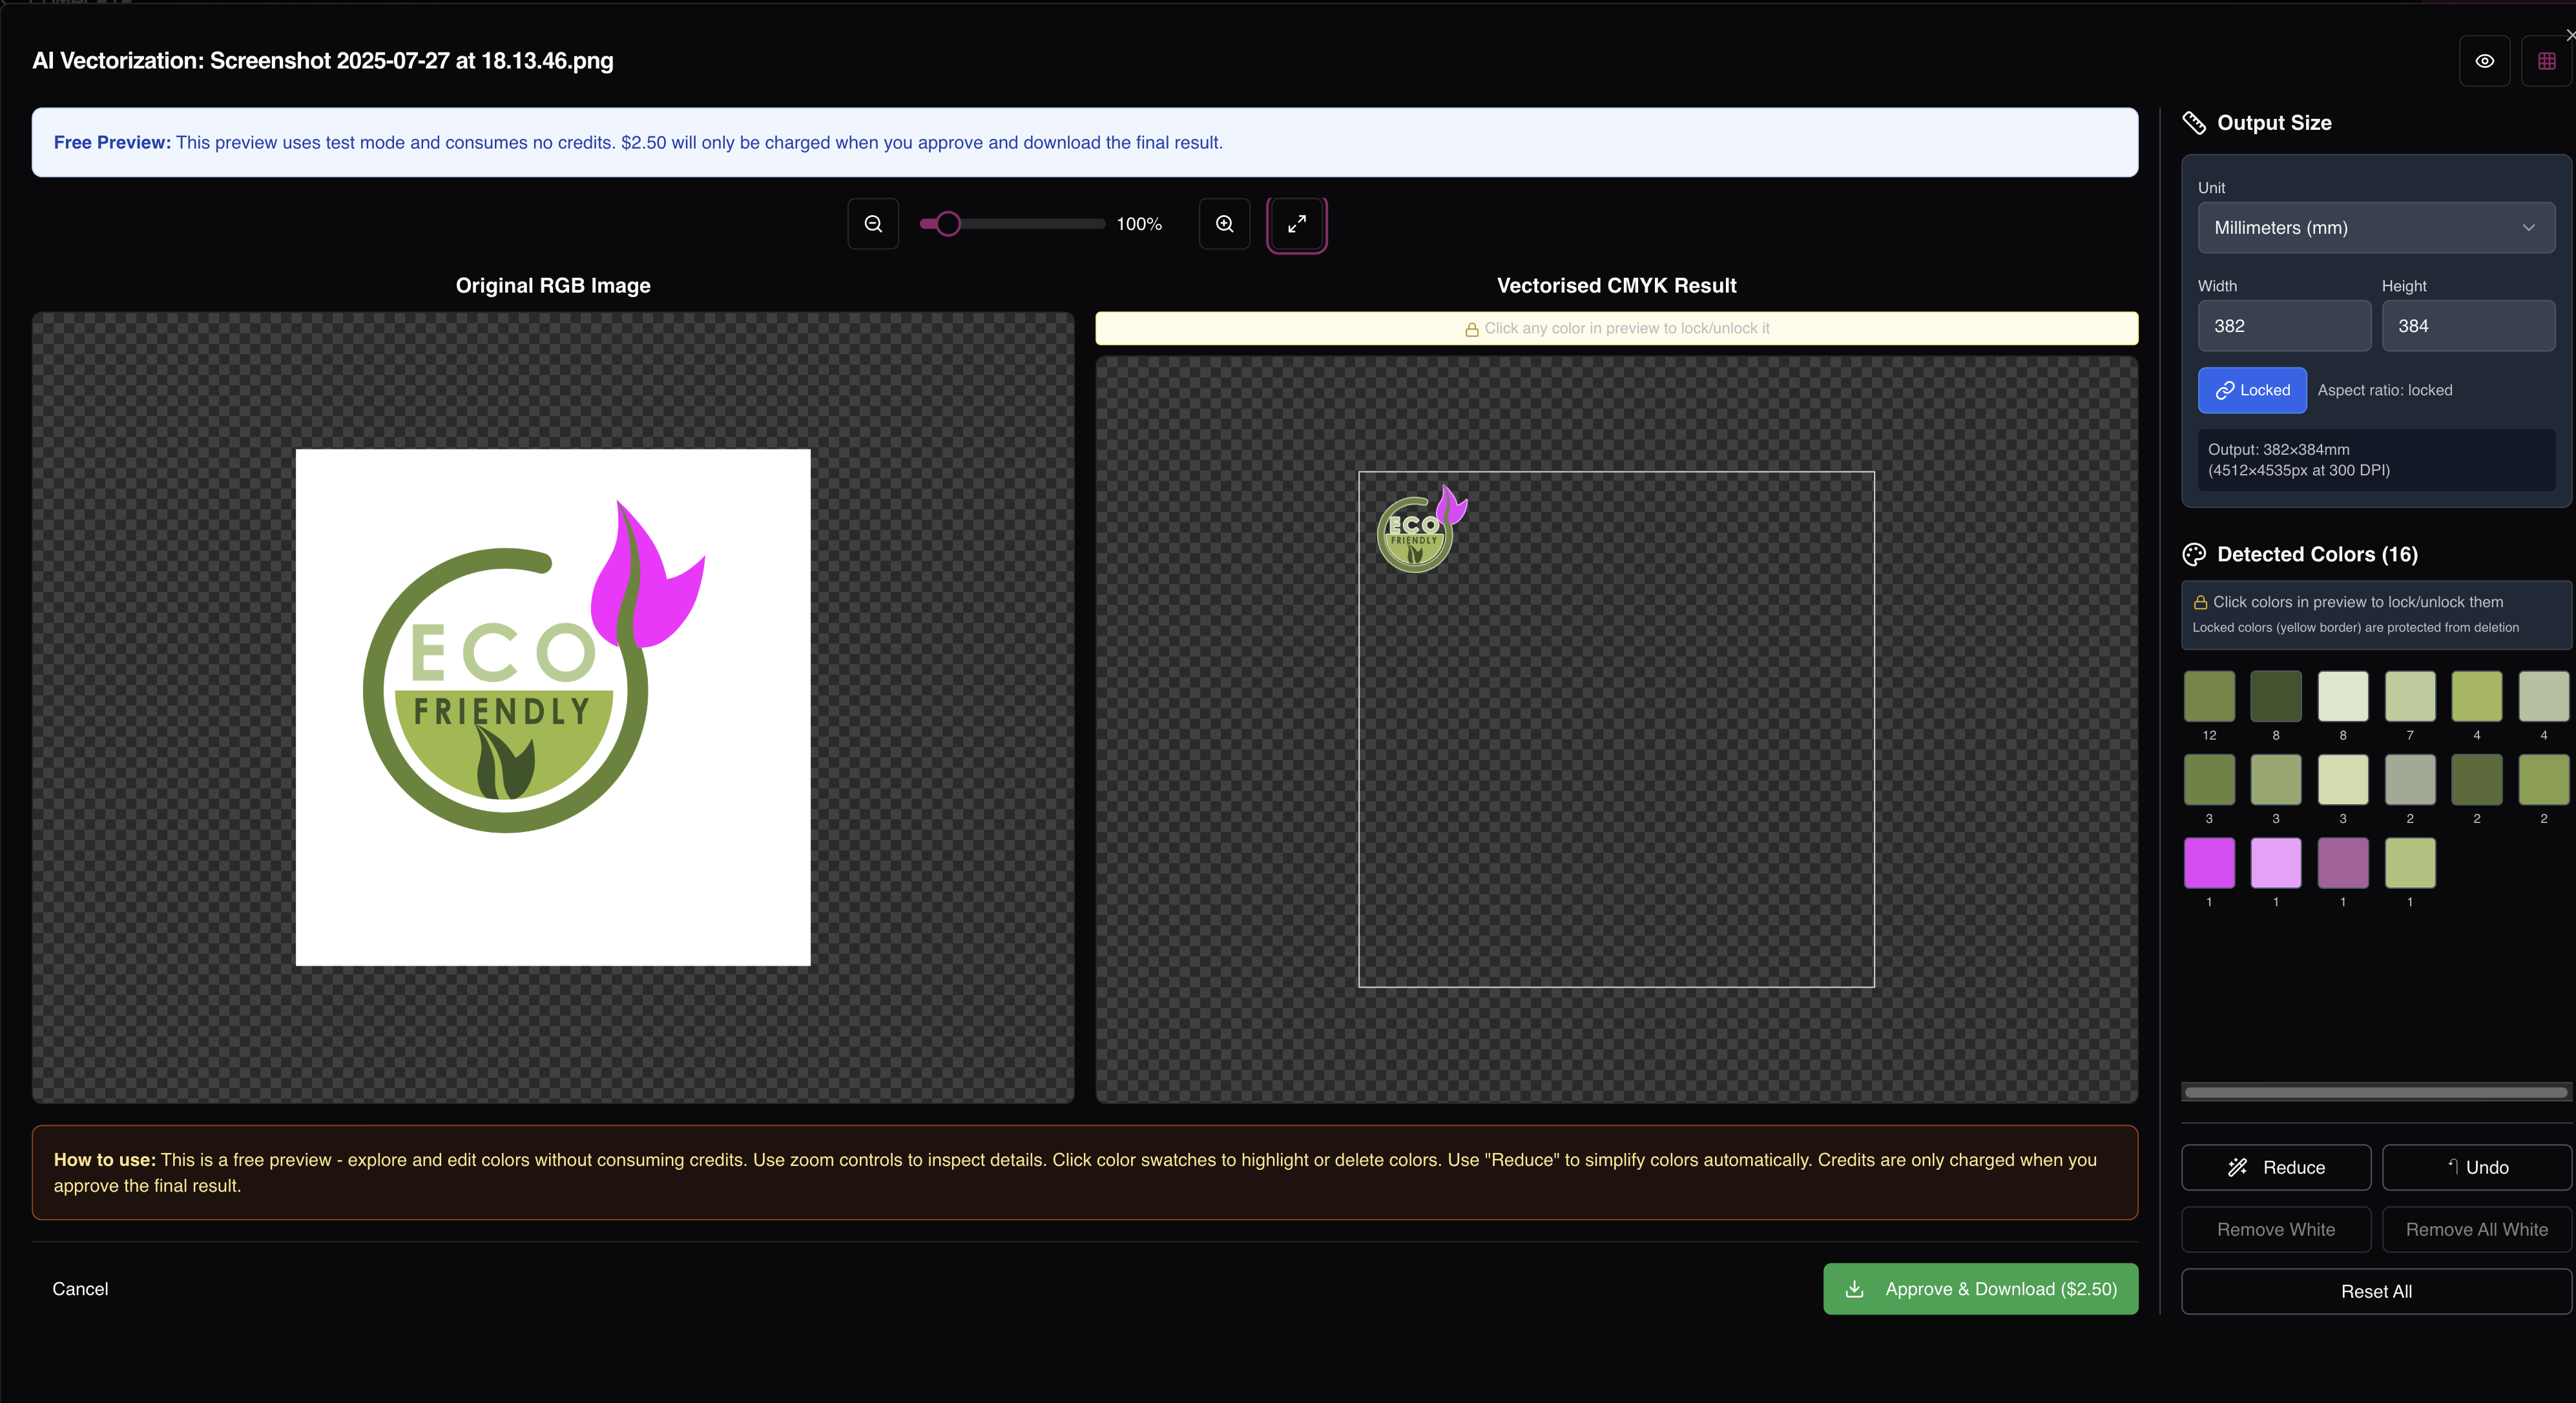 AI Vectorization: Screenshot 2025-07-27 at 18.13.46.png
Free Preview: This preview uses test mode and consumes no credits. $2.50 will only be charged when you approve and download the final result.
100%
Original RGB Image
Vectorised CMYK Result
Click any color in preview to lock/unlock it
ECO
FRIENDLY
ECO
FRIENDLY
How to use: This is a free preview - explore and edit colors without consuming credits. Use zoom controls to inspect details. Click color swatches to highlight or delete colors. Use "Reduce" to simplify colors automatically. Credits are only charged when you
approve the final result.
Cancel
Approve & Download ($2.50)
Output Size
Unit
Millimeters (mm)
Width Height
382 384
Locked Aspect ratio: locked
Output: 382×384mm
(4512×4535px at 300 DPI)
Detected Colors (16)
Click colors in preview to lock/unlock them
Locked colors (yellow border) are protected from deletion
12 8 8 7 4 4
3 3 3 2 2 2
1 1 1 1
Reduce Undo
Remove White Remove All White
Reset All